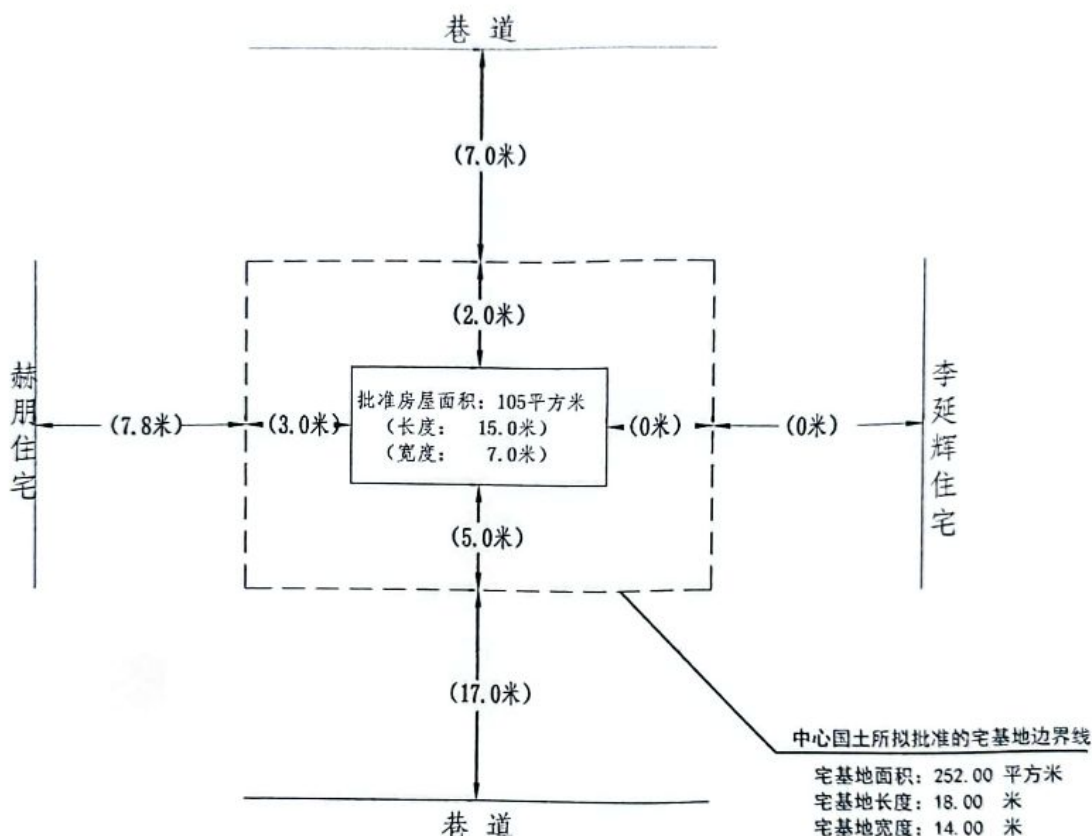 巷 道
(7.0米)
(2.0米)
批准房屋面积: 105平方米
(长度: 15.0米)
(宽度: 7.0米)
赫朋住宅
(7.8米)
(3.0米)
(0米)
(0米)
李延辉住宅
(5.0米)
(17.0米)
中心国土所拟批准的宅基地边界线
宅基地面积: 252.00 平方米
宅基地长度: 18.00 米
宅基地宽度: 14.00 米
巷 道